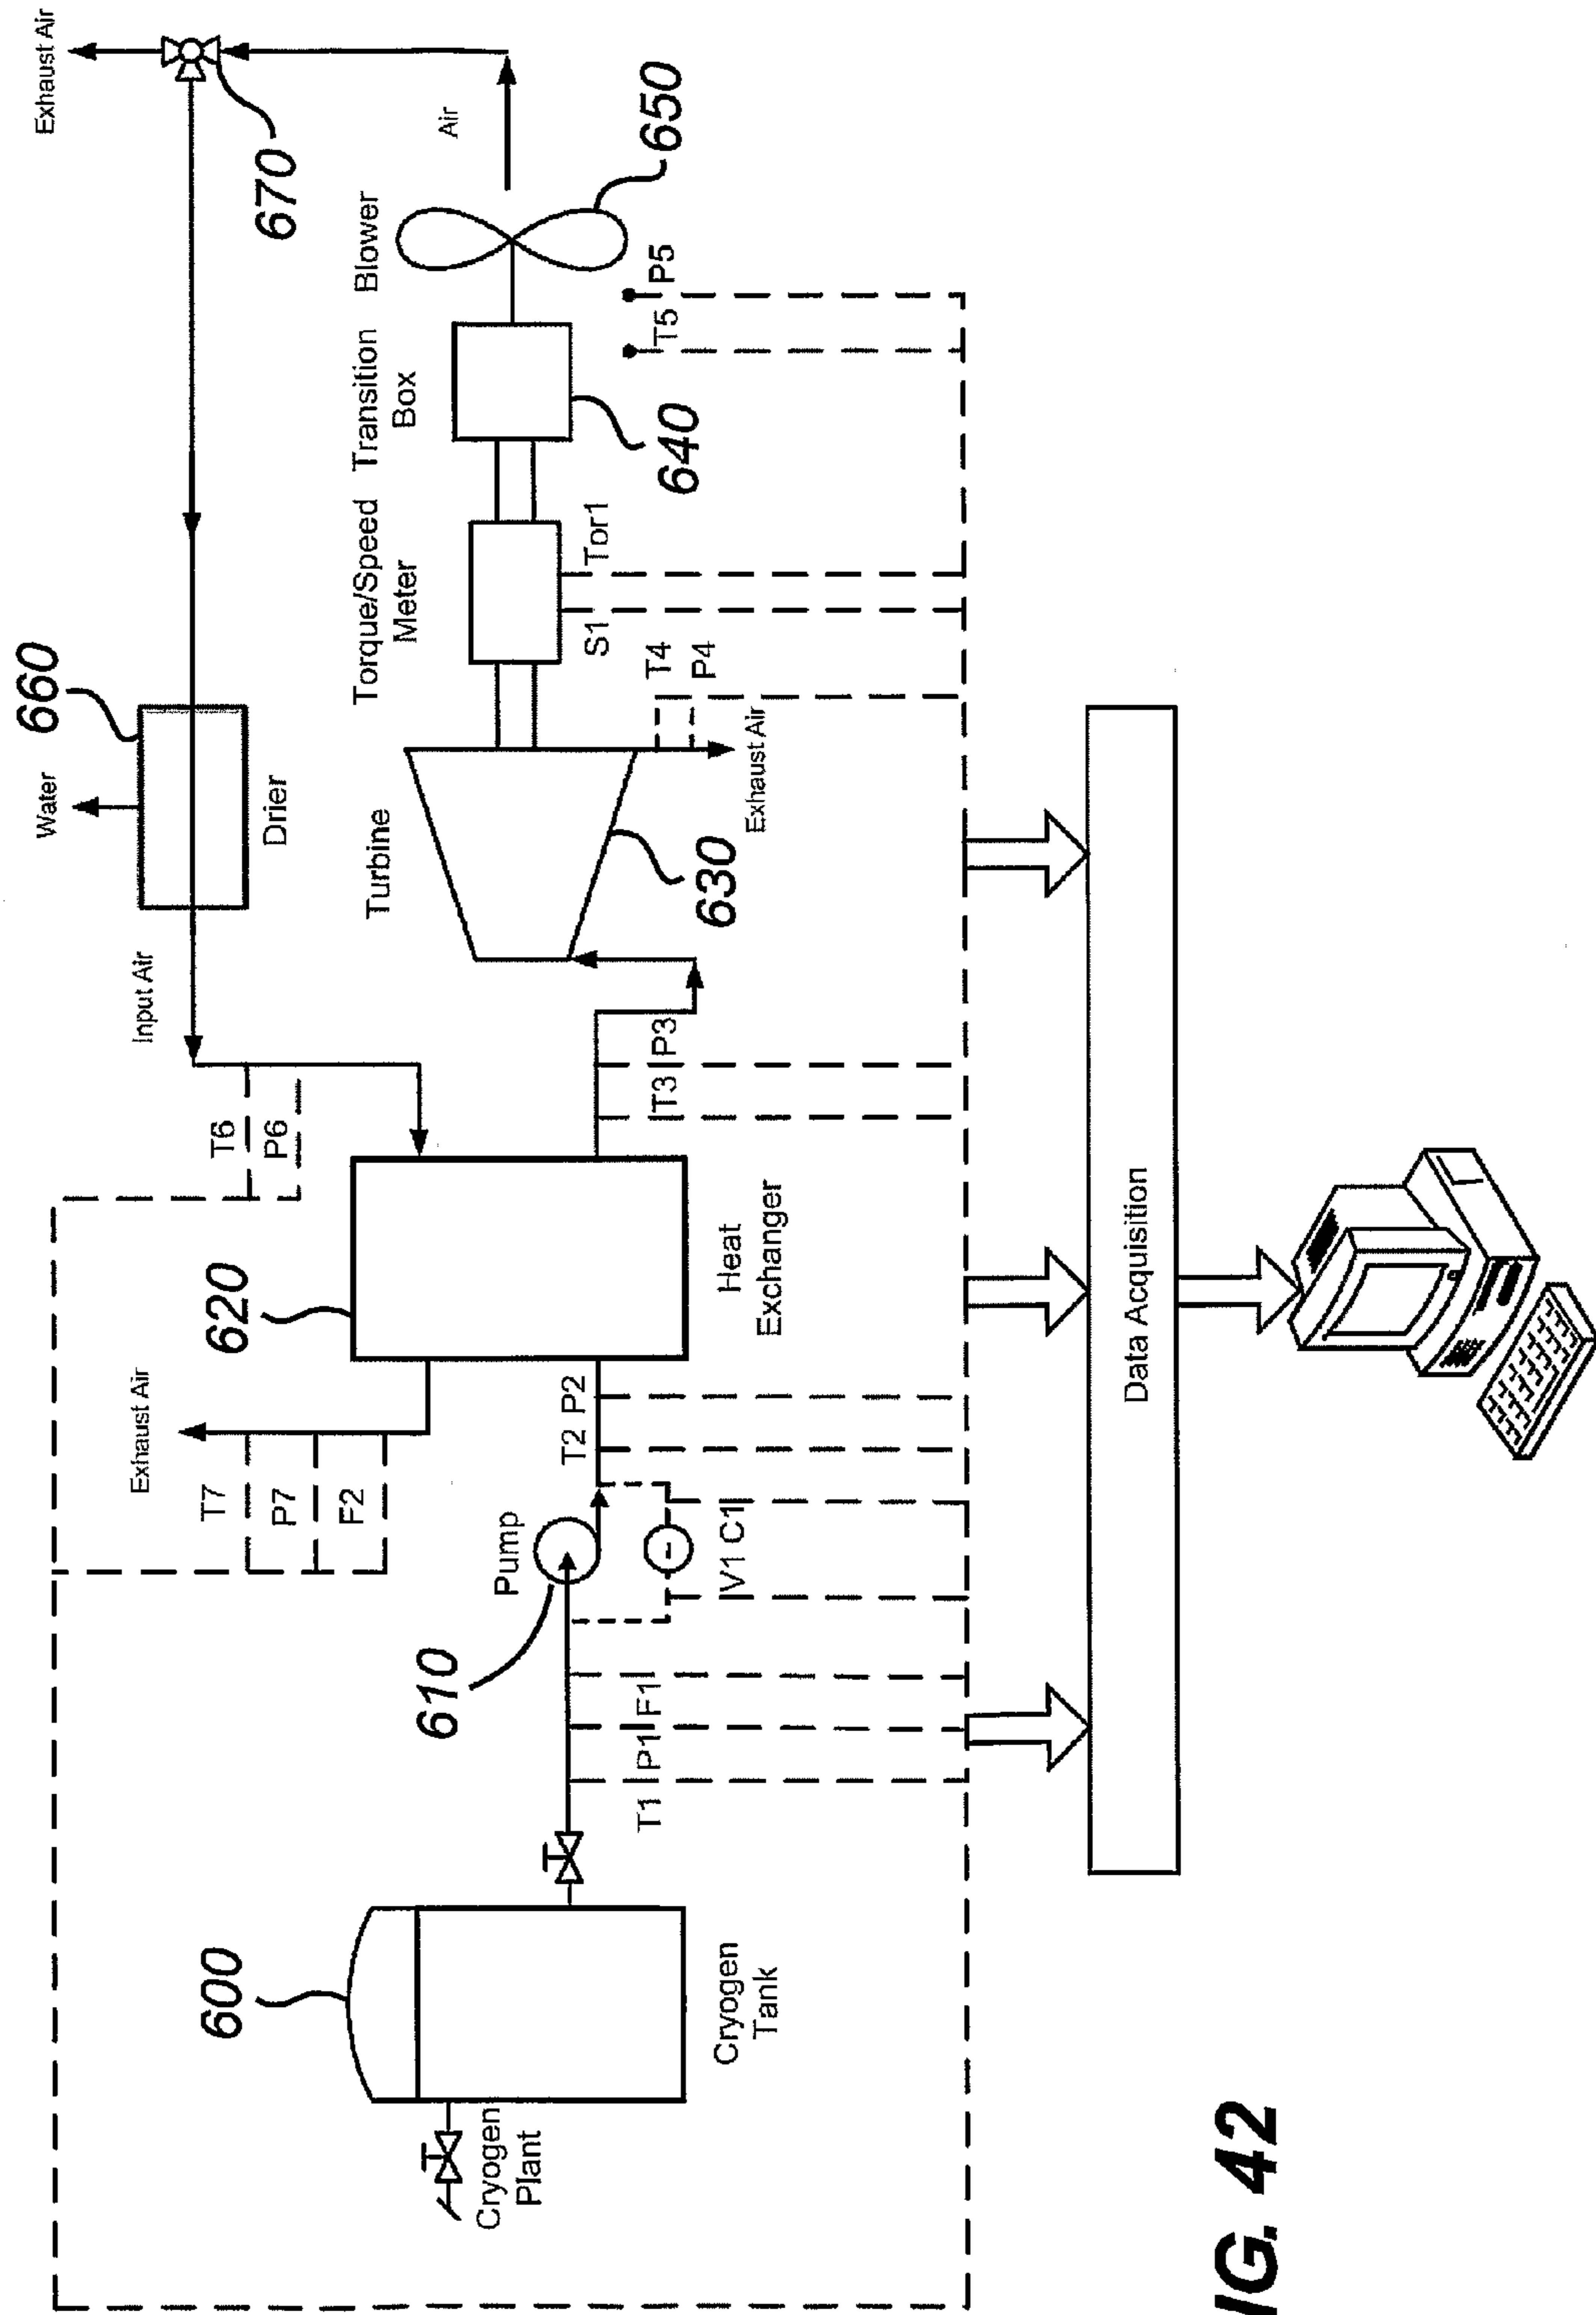 Exhaust Air
670
Air
650
Blower
P5
T5
Transition
Box
640
Torque/Speed
Meter
Tor1
S1
T4
P4
Exhaust Air
660
Water
Drier
Turbine
630
Input Air
T6
P6
T3
P3
620
Heat
Exchanger
Exhaust Air
T7
P7
F2
T2
P2
Pump
610
V1
C1
T1
P1
F1
600
Cryogen
Tank
Cryogen
Plant
Data Acquisition
IG. 42